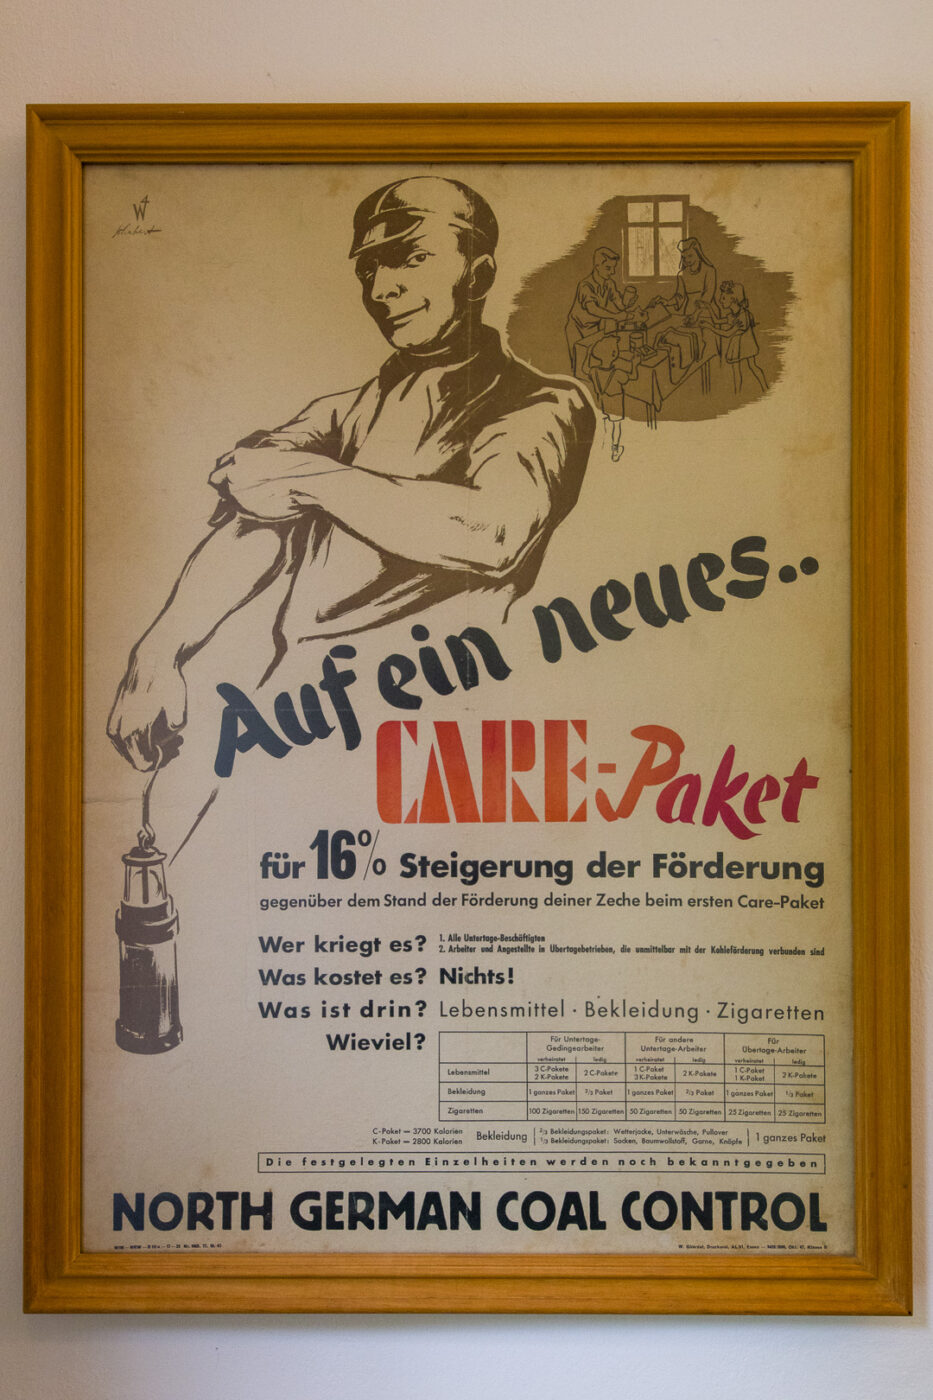 W4
Auf ein neues..
CARE-Paket
für 16% Steigerung der Förderung
gegenüber dem Stand der Förderung deiner Zeche beim ersten Care-Paket
Wer kriegt es? 1. Alle Untertage-Beschäftigten
2. Arbeiter und Angestellte in Übertagebetrieben, die unmittelbar mit der Kohleförderung verbunden sind
Was kostet es? Nichts!
Was ist drin? Lebensmittel · Bekleidung · Zigaretten
Wieviel?
Für Untertage-Gedingearbeiter Für andere Untertage-Arbeiter Für Übertage-Arbeiter
verheiratet ledig verheiratet ledig verheiratet ledig
Lebensmittel 3 C-Pakete 2 K-Pakete 2 C-Pakete 1 C-Paket 3 K-Pakete 2 K-Pakete 1 C-Paket 1 K-Paket 2 K-Pakete
Bekleidung 1 ganzes Paket 2/3 Paket 1 ganzes Paket 2/3 Paket 1 ganzes Paket 1/3 Paket
Zigaretten 100 Zigaretten 150 Zigaretten 50 Zigaretten 50 Zigaretten 25 Zigaretten 25 Zigaretten
C-Paket = 3700 Kalorien
K-Paket = 2800 Kalorien
Bekleidung
2/3 Bekleidungspaket: Wetterjacke, Unterwäsche, Pullover
1/3 Bekleidungspaket: Socken, Baumwollstoff, Garne, Knöpfe
1 ganzes Paket
Die festgelegten Einzelheiten werden noch bekanntgegeben
NORTH GERMAN COAL CONTROL